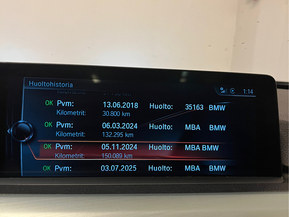 Huoltohistoria
1:14
OK Pvm: 13.06.2018 Huolto: 35163 BMW
Kilometrit: 30.800 km
OK Pvm: 06.03.2024 Huolto: MBA BMW
Kilometrit: 132.295 km
OK Pvm: 05.11.2024 Huolto: MBA BMW
Kilometrit: 150.089 km
OK Pvm: 03.07.2025 Huolto: MBA BMW